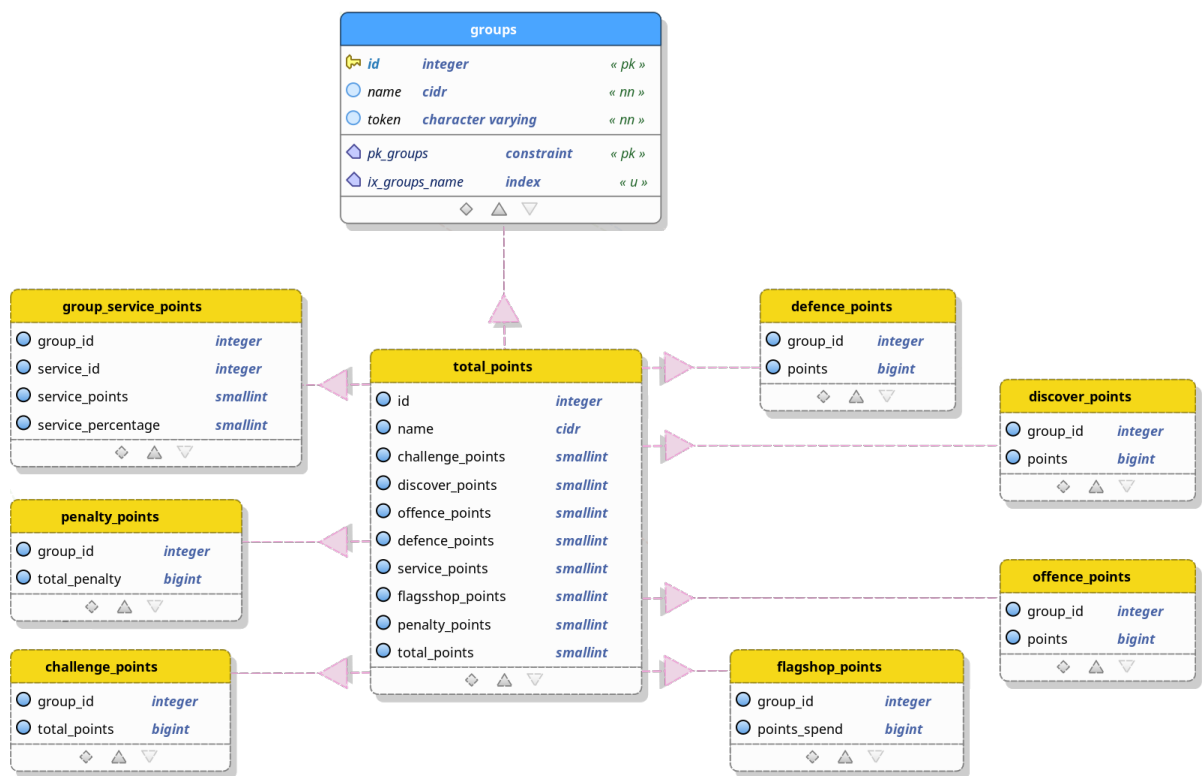 groups
id integer « pk »
name cidr « nn »
token character varying « nn »
pk_groups constraint « pk »
ix_groups_name index « u »
group_service_points
group_id integer
service_id integer
service_points smallint
service_percentage smallint
penalty_points
group_id integer
total_penalty bigint
challenge_points
group_id integer
total_points bigint
total_points
id integer
name cidr
challenge_points smallint
discover_points smallint
offence_points smallint
defence_points smallint
service_points smallint
flagsshop_points smallint
penalty_points smallint
total_points smallint
defence_points
group_id integer
points bigint
discover_points
group_id integer
points bigint
offence_points
group_id integer
points bigint
flagshop_points
group_id integer
points_spend bigint